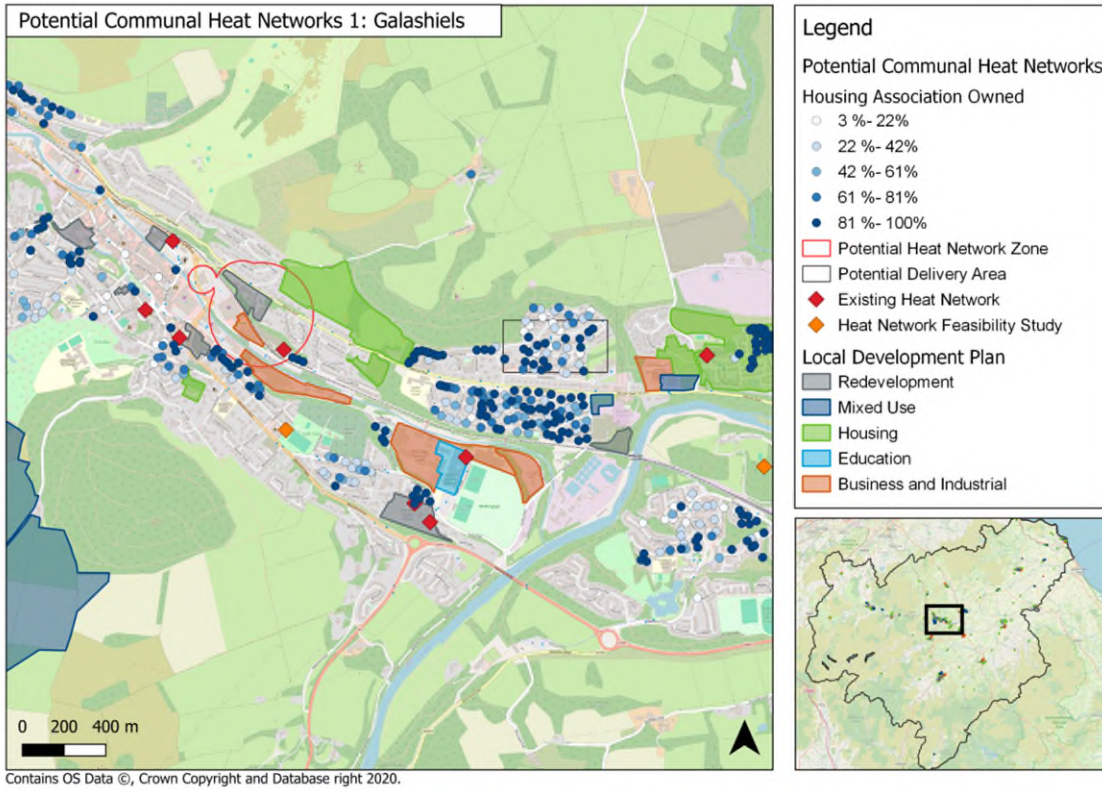 Potential Communal Heat Networks 1: Galashiels
0 200 400 m
Contains OS Data ©, Crown Copyright and Database right 2020.
Legend
Potential Communal Heat Networks
Housing Association Owned
3 %- 22%
22 %- 42%
42 %- 61%
61 %- 81%
81 %- 100%
Potential Heat Network Zone
Potential Delivery Area
Existing Heat Network
Heat Network Feasibility Study
Local Development Plan
Redevelopment
Mixed Use
Housing
Education
Business and Industrial